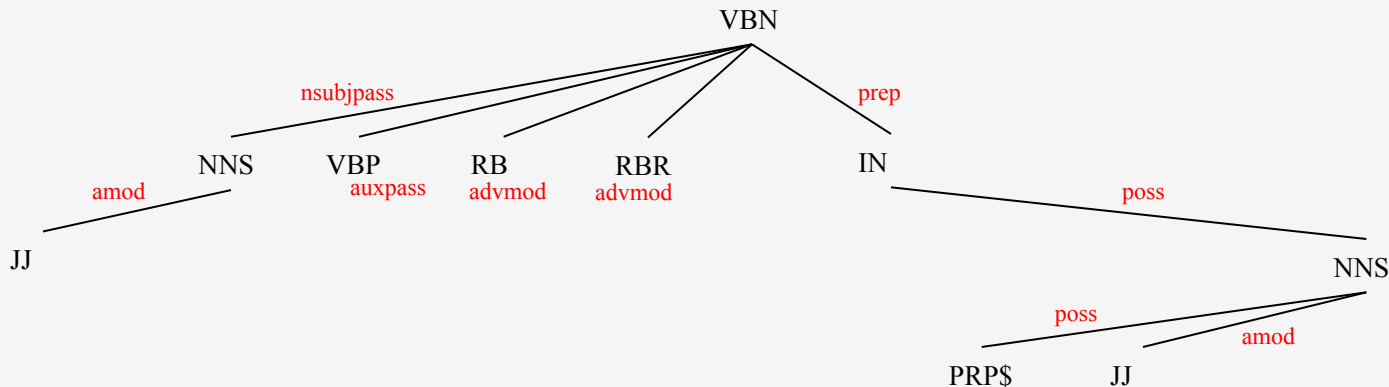 VBN
nsubjpass prep
NNS VBP RB RBR IN
amod auxpass advmod advmod poss
JJ NNS
poss amod
PRP$ JJ